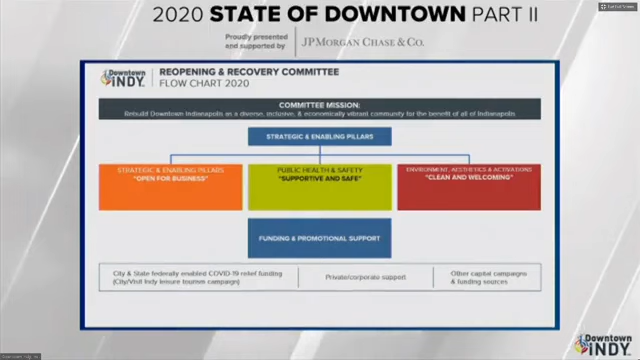 2020 STATE OF DOWNTOWN PART II
Proudly presented
and supported by
JPMORGAN CHASE & CO.
Downtown
INDY
REOPENING & RECOVERY COMMITTEE
FLOW CHART 2020
COMMITTEE MISSION:
Rebuild Downtown Indianapolis as a diverse, inclusive, & economically vibrant community for the benefit of all of Indianapolis
STRATEGIC & ENABLING PILLARS
STRATEGIC & ENABLING PILLARS
"OPEN FOR BUSINESS"
PUBLIC HEALTH & SAFETY
"SUPPORTIVE AND SAFE"
ENVIRONMENT, AESTHETICS & ACTIVATIONS
"CLEAN AND WELCOMING"
FUNDING & PROMOTIONAL SUPPORT
City & State federally enabled COVID-19 relief funding
(City/Visit Indy leisure tourism campaign)
Private/corporate support
Other capital campaigns
& funding sources
Downtown
INDY